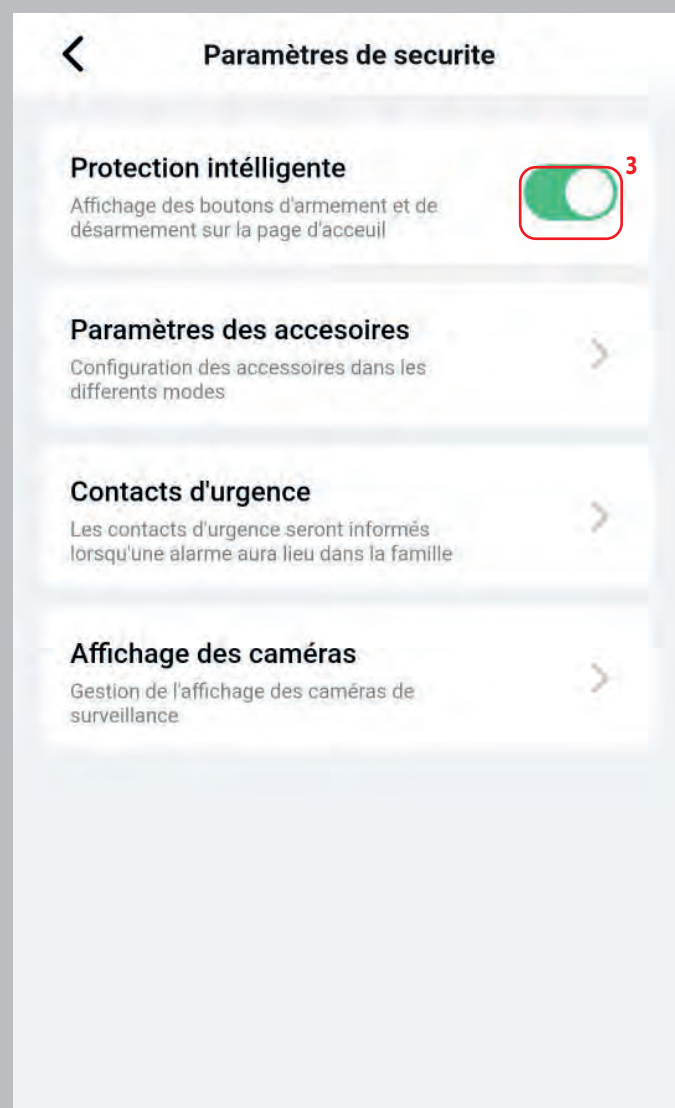 Paramètres de securite
Protection intélligente
3
Affichage des boutons d'armement et de
désarmement sur la page d'acceuil
Paramètres des accesoires
Configuration des accessoires dans les
differents modes
Contacts d'urgence
Les contacts d'urgence seront informés
lorsqu'une alarme aura lieu dans la famille
Affichage des caméras
Gestion de l'affichage des caméras de
surveillance